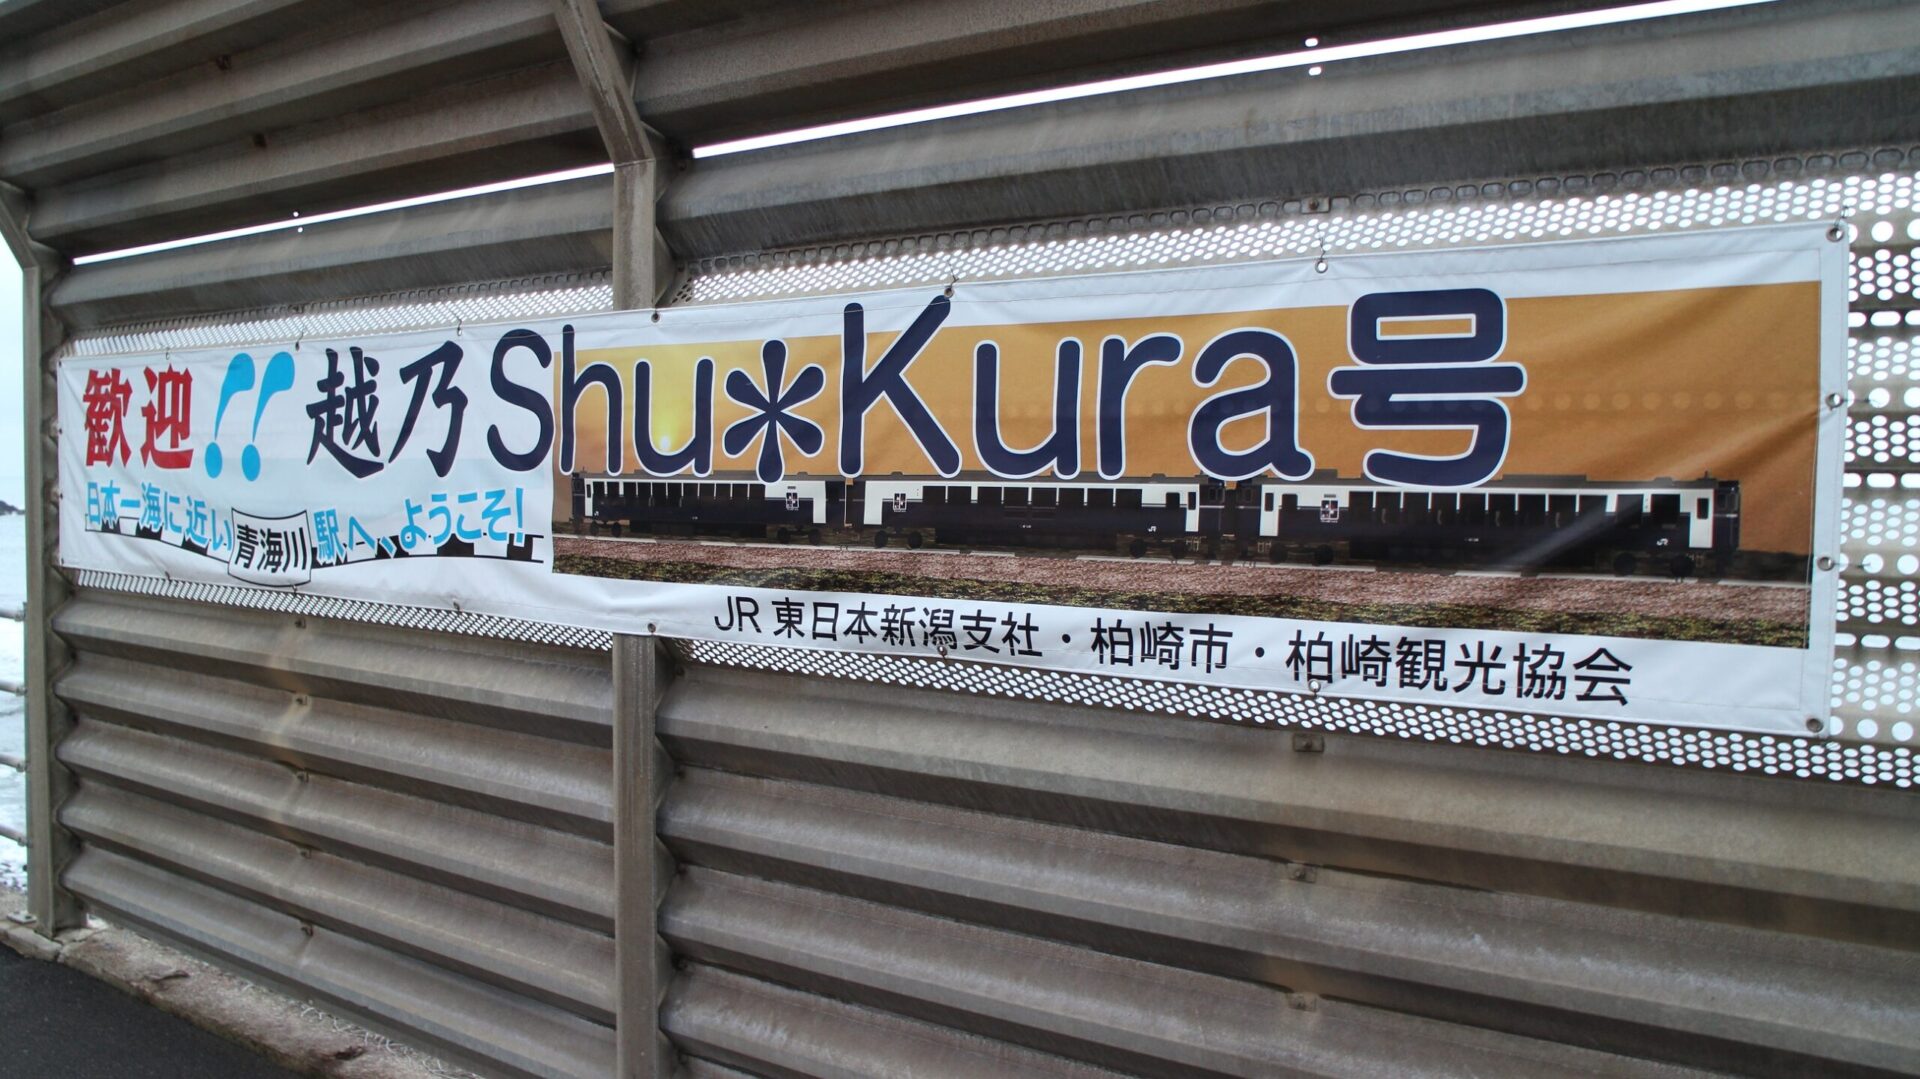 歓迎!! 越乃Shu＊Kura号
日本一海に近い青海川駅へ、ようこそ!
JR 東日本新潟支社・柏崎市・柏崎観光協会